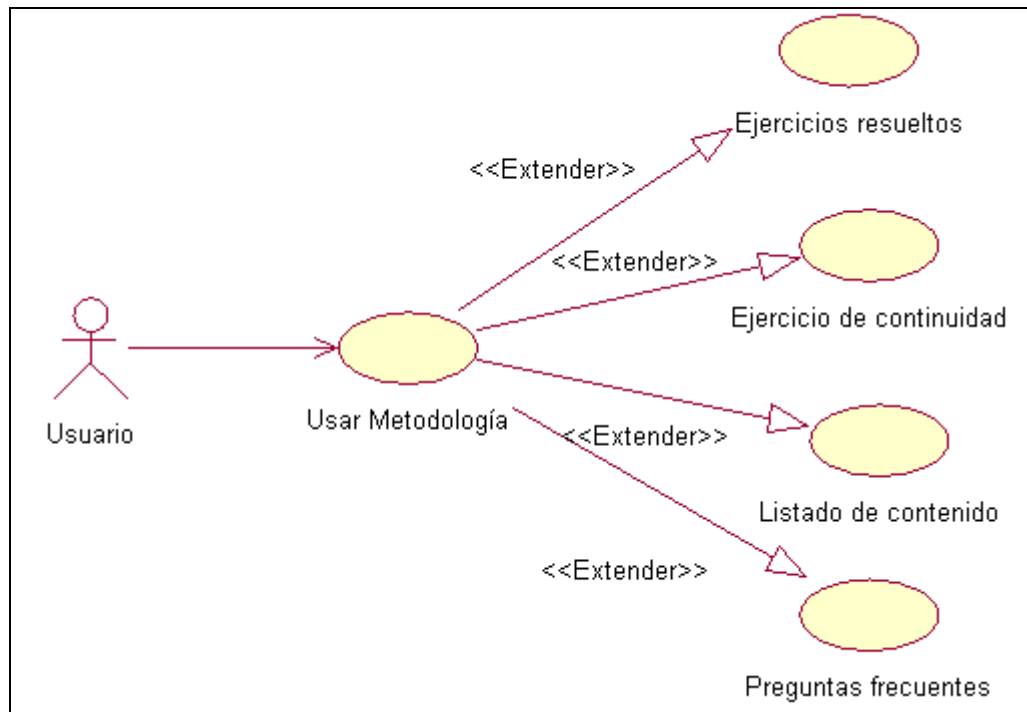 Ejercicios resueltos
<<Extender>>
<<Extender>>
Ejercicio de continuidad
Usuario
Usar Metodología
<<Extender>>
Listado de contenido
<<Extender>>
Preguntas frecuentes